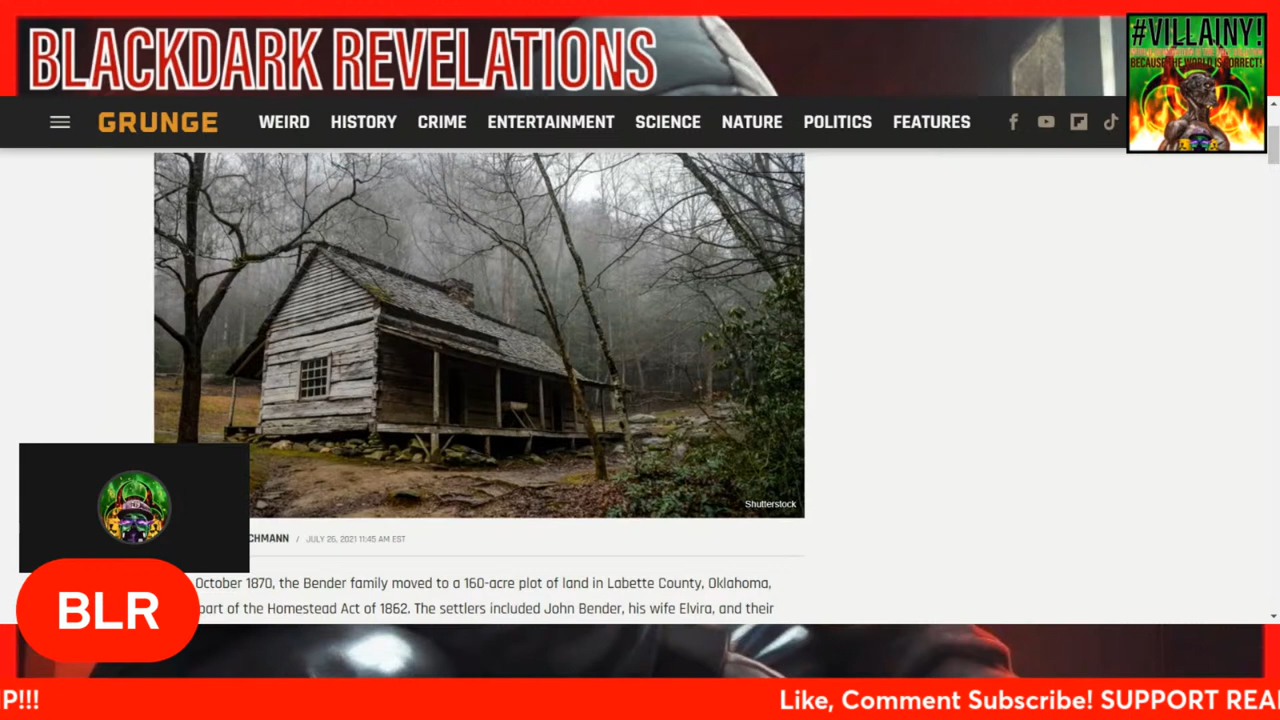 BLACKDARK REVELATIONS
#VILLAINY!
BECAUSE THE WORLD IS CORRECT!
GRUNGE
WEIRD HISTORY CRIME ENTERTAINMENT SCIENCE NATURE POLITICS FEATURES
Shutterstock
CHMANN / JULY 26, 2021 11:45 AM EST
October 1870, the Bender family moved to a 160-acre plot of land in Labette County, Oklahoma,
part of the Homestead Act of 1862. The settlers included John Bender, his wife Elvira, and their
BLR
P!!! Like, Comment Subscribe! SUPPORT REA